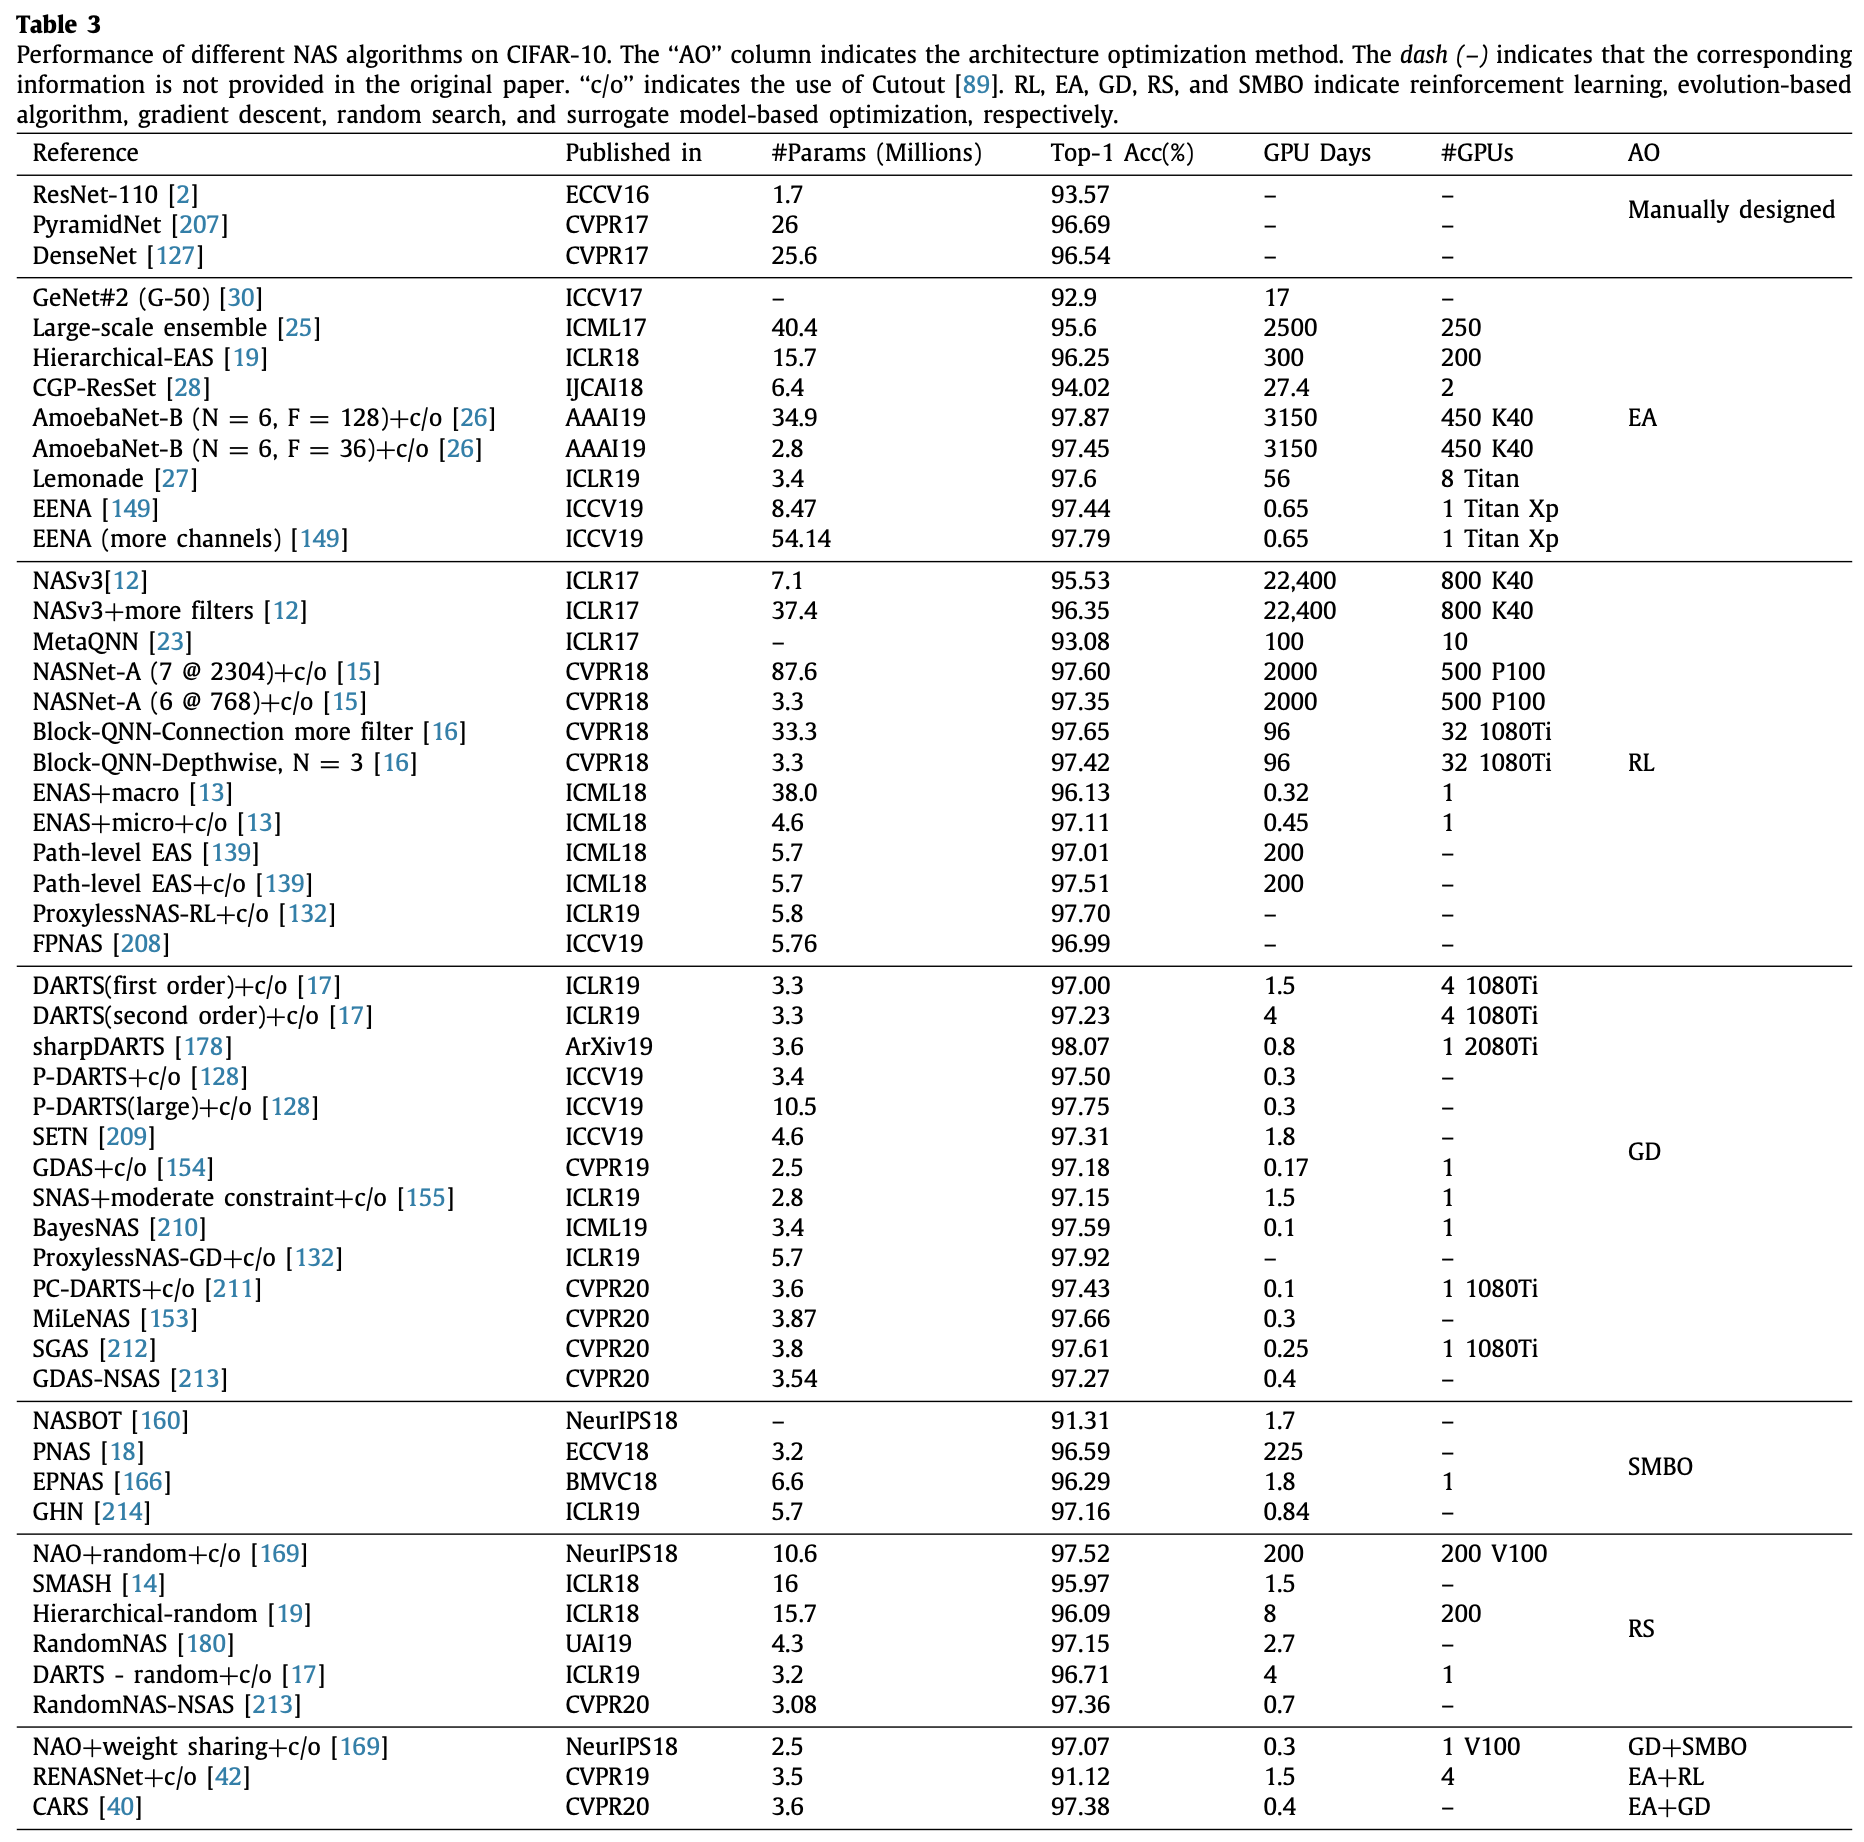 Table 3
Performance of different NAS algorithms on CIFAR-10. The “AO” column indicates the architecture optimization method. The dash (–) indicates that the corresponding
information is not provided in the original paper. “c/o” indicates the use of Cutout [89]. RL, EA, GD, RS, and SMBO indicate reinforcement learning, evolution-based
algorithm, gradient descent, random search, and surrogate model-based optimization, respectively.
Reference Published in #Params (Millions) Top-1 Acc(%) GPU Days #GPUs AO
ResNet-110 [2] ECCV16 1.7 93.57 – –
Manually designed
PyramidNet [207] CVPR17 26 96.69 – –
DenseNet [127] CVPR17 25.6 96.54 – –
GeNet#2 (G-50) [30] ICCV17 – 92.9 17 –
Large-scale ensemble [25] ICML17 40.4 95.6 2500 250
Hierarchical-EAS [19] ICLR18 15.7 96.25 300 200
CGP-ResSet [28] IJCAI18 6.4 94.02 27.4 2
AmoebaNet-B (N = 6, F = 128)+c/o [26] AAAI19 34.9 97.87 3150 450 K40 EA
AmoebaNet-B (N = 6, F = 36)+c/o [26] AAAI19 2.8 97.45 3150 450 K40
Lemonade [27] ICLR19 3.4 97.6 56 8 Titan
EENA [149] ICCV19 8.47 97.44 0.65 1 Titan Xp
EENA (more channels) [149] ICCV19 54.14 97.79 0.65 1 Titan Xp
NASv3[12] ICLR17 7.1 95.53 22,400 800 K40
NASv3+more filters [12] ICLR17 37.4 96.35 22,400 800 K40
MetaQNN [23] ICLR17 – 93.08 100 10
NASNet-A (7 @ 2304)+c/o [15] CVPR18 87.6 97.60 2000 500 P100
NASNet-A (6 @ 768)+c/o [15] CVPR18 3.3 97.35 2000 500 P100
Block-QNN-Connection more filter [16] CVPR18 33.3 97.65 96 32 1080Ti
Block-QNN-Depthwise, N = 3 [16] CVPR18 3.3 97.42 96 32 1080Ti RL
ENAS+macro [13] ICML18 38.0 96.13 0.32 1
ENAS+micro+c/o [13] ICML18 4.6 97.11 0.45 1
Path-level EAS [139] ICML18 5.7 97.01 200 –
Path-level EAS+c/o [139] ICML18 5.7 97.51 200 –
ProxylessNAS-RL+c/o [132] ICLR19 5.8 97.70 – –
FPNAS [208] ICCV19 5.76 96.99 – –
DARTS(first order)+c/o [17] ICLR19 3.3 97.00 1.5 4 1080Ti
DARTS(second order)+c/o [17] ICLR19 3.3 97.23 4 4 1080Ti
sharpDARTS [178] ArXiv19 3.6 98.07 0.8 1 2080Ti
P-DARTS+c/o [128] ICCV19 3.4 97.50 0.3 –
P-DARTS(large)+c/o [128] ICCV19 10.5 97.75 0.3 –
SETN [209] ICCV19 4.6 97.31 1.8 –
GD
GDAS+c/o [154] CVPR19 2.5 97.18 0.17 1
SNAS+moderate constraint+c/o [155] ICLR19 2.8 97.15 1.5 1
BayesNAS [210] ICML19 3.4 97.59 0.1 1
ProxylessNAS-GD+c/o [132] ICLR19 5.7 97.92 – –
PC-DARTS+c/o [211] CVPR20 3.6 97.43 0.1 1 1080Ti
MiLeNAS [153] CVPR20 3.87 97.66 0.3 –
SGAS [212] CVPR20 3.8 97.61 0.25 1 1080Ti
GDAS-NSAS [213] CVPR20 3.54 97.27 0.4 –
NASBOT [160] NeurIPS18 – 91.31 1.7 –
PNAS [18] ECCV18 3.2 96.59 225 –
SMBO
EPNAS [166] BMVC18 6.6 96.29 1.8 1
GHN [214] ICLR19 5.7 97.16 0.84 –
NAO+random+c/o [169] NeurIPS18 10.6 97.52 200 200 V100
SMASH [14] ICLR18 16 95.97 1.5 –
Hierarchical-random [19] ICLR18 15.7 96.09 8 200
RS
RandomNAS [180] UAI19 4.3 97.15 2.7 –
DARTS - random+c/o [17] ICLR19 3.2 96.71 4 1
RandomNAS-NSAS [213] CVPR20 3.08 97.36 0.7 –
NAO+weight sharing+c/o [169] NeurIPS18 2.5 97.07 0.3 1 V100 GD+SMBO
RENASNet+c/o [42] CVPR19 3.5 91.12 1.5 4 EA+RL
CARS [40] CVPR20 3.6 97.38 0.4 – EA+GD